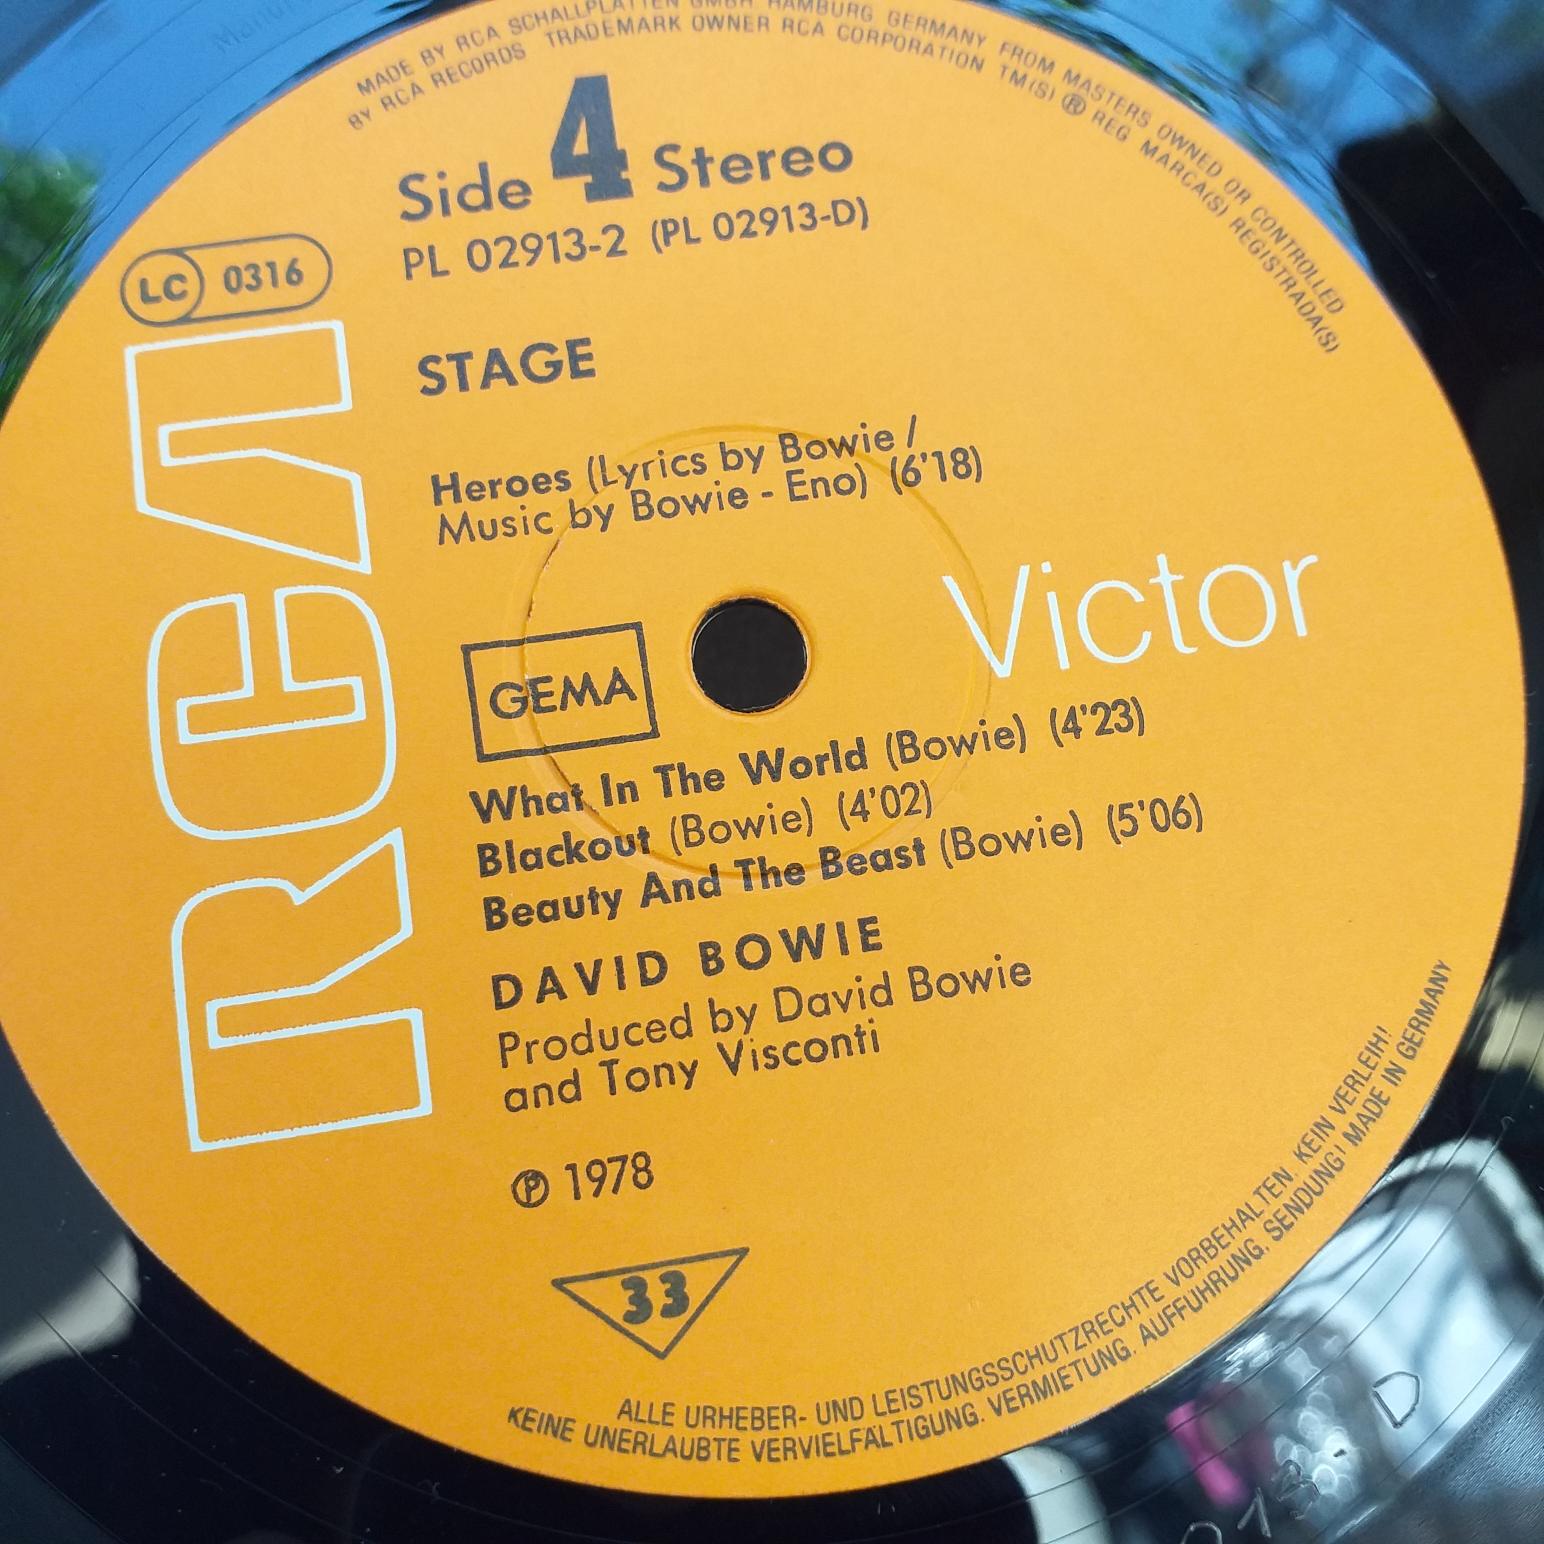 MADE BY RCA SCHALLPLATTEN GMBH HAMBURG GERMANY FROM MASTERS OWNED OR CONTROLLED
BY RCA RECORDS TRADEMARK OWNER RCA CORPORATION TM(S) ® REG MARCA(S) REGISTRADA(S)
Side 4 Stereo
PL 02913-2 (PL 02913-D)
LC 0316
STAGE
Heroes (Lyrics by Bowie /
Music by Bowie - Eno) (6'18)
RCA
Victor
GEMA
What In The World (Bowie) (4'23)
Blackout (Bowie) (4'02)
Beauty And The Beast (Bowie) (5'06)
DAVID BOWIE
Produced by David Bowie
and Tony Visconti
℗ 1978
33
ALLE URHEBER- UND LEISTUNGSSCHUTZRECHTE VORBEHALTEN. KEIN VERLEIH!
KEINE UNERLAUBTE VERVIELFÄLTIGUNG. VERMIETUNG. AUFFÜHRUNG. SENDUNG! MADE IN GERMANY
D